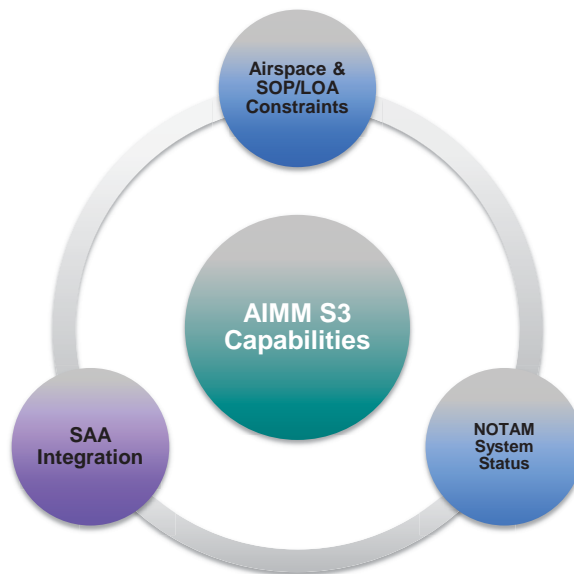 Airspace &
SOP/LOA
Constraints
AIMM S3
Capabilities
SAA
Integration
NOTAM
System
Status